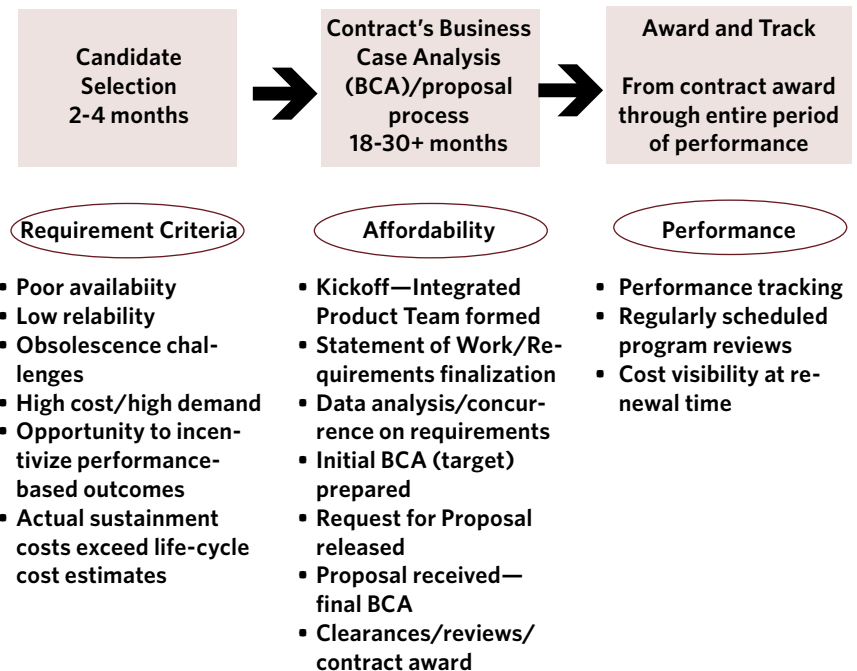 Candidate
Selection
2-4 months
Contract’s Business
Case Analysis
(BCA)/proposal
process
18-30+ months
Award and Track
From contract award
through entire period
of performance
Requirement Criteria
▪ Poor availabiity
▪ Low relability
▪ Obsolescence chal-
lenges
▪ High cost/high demand
▪ Opportunity to incen-
tivize performance-
based outcomes
▪ Actual sustainment
costs exceed life-cycle
cost estimates
Affordability
▪ Kickoff—Integrated
Product Team formed
▪ Statement of Work/Re-
quirements finalization
▪ Data analysis/concur-
rence on requirements
▪ Initial BCA (target)
prepared
▪ Request for Proposal
released
▪ Proposal received—
final BCA
▪ Clearances/reviews/
contract award
Performance
▪ Performance tracking
▪ Regularly scheduled
program reviews
▪ Cost visibility at re-
newal time